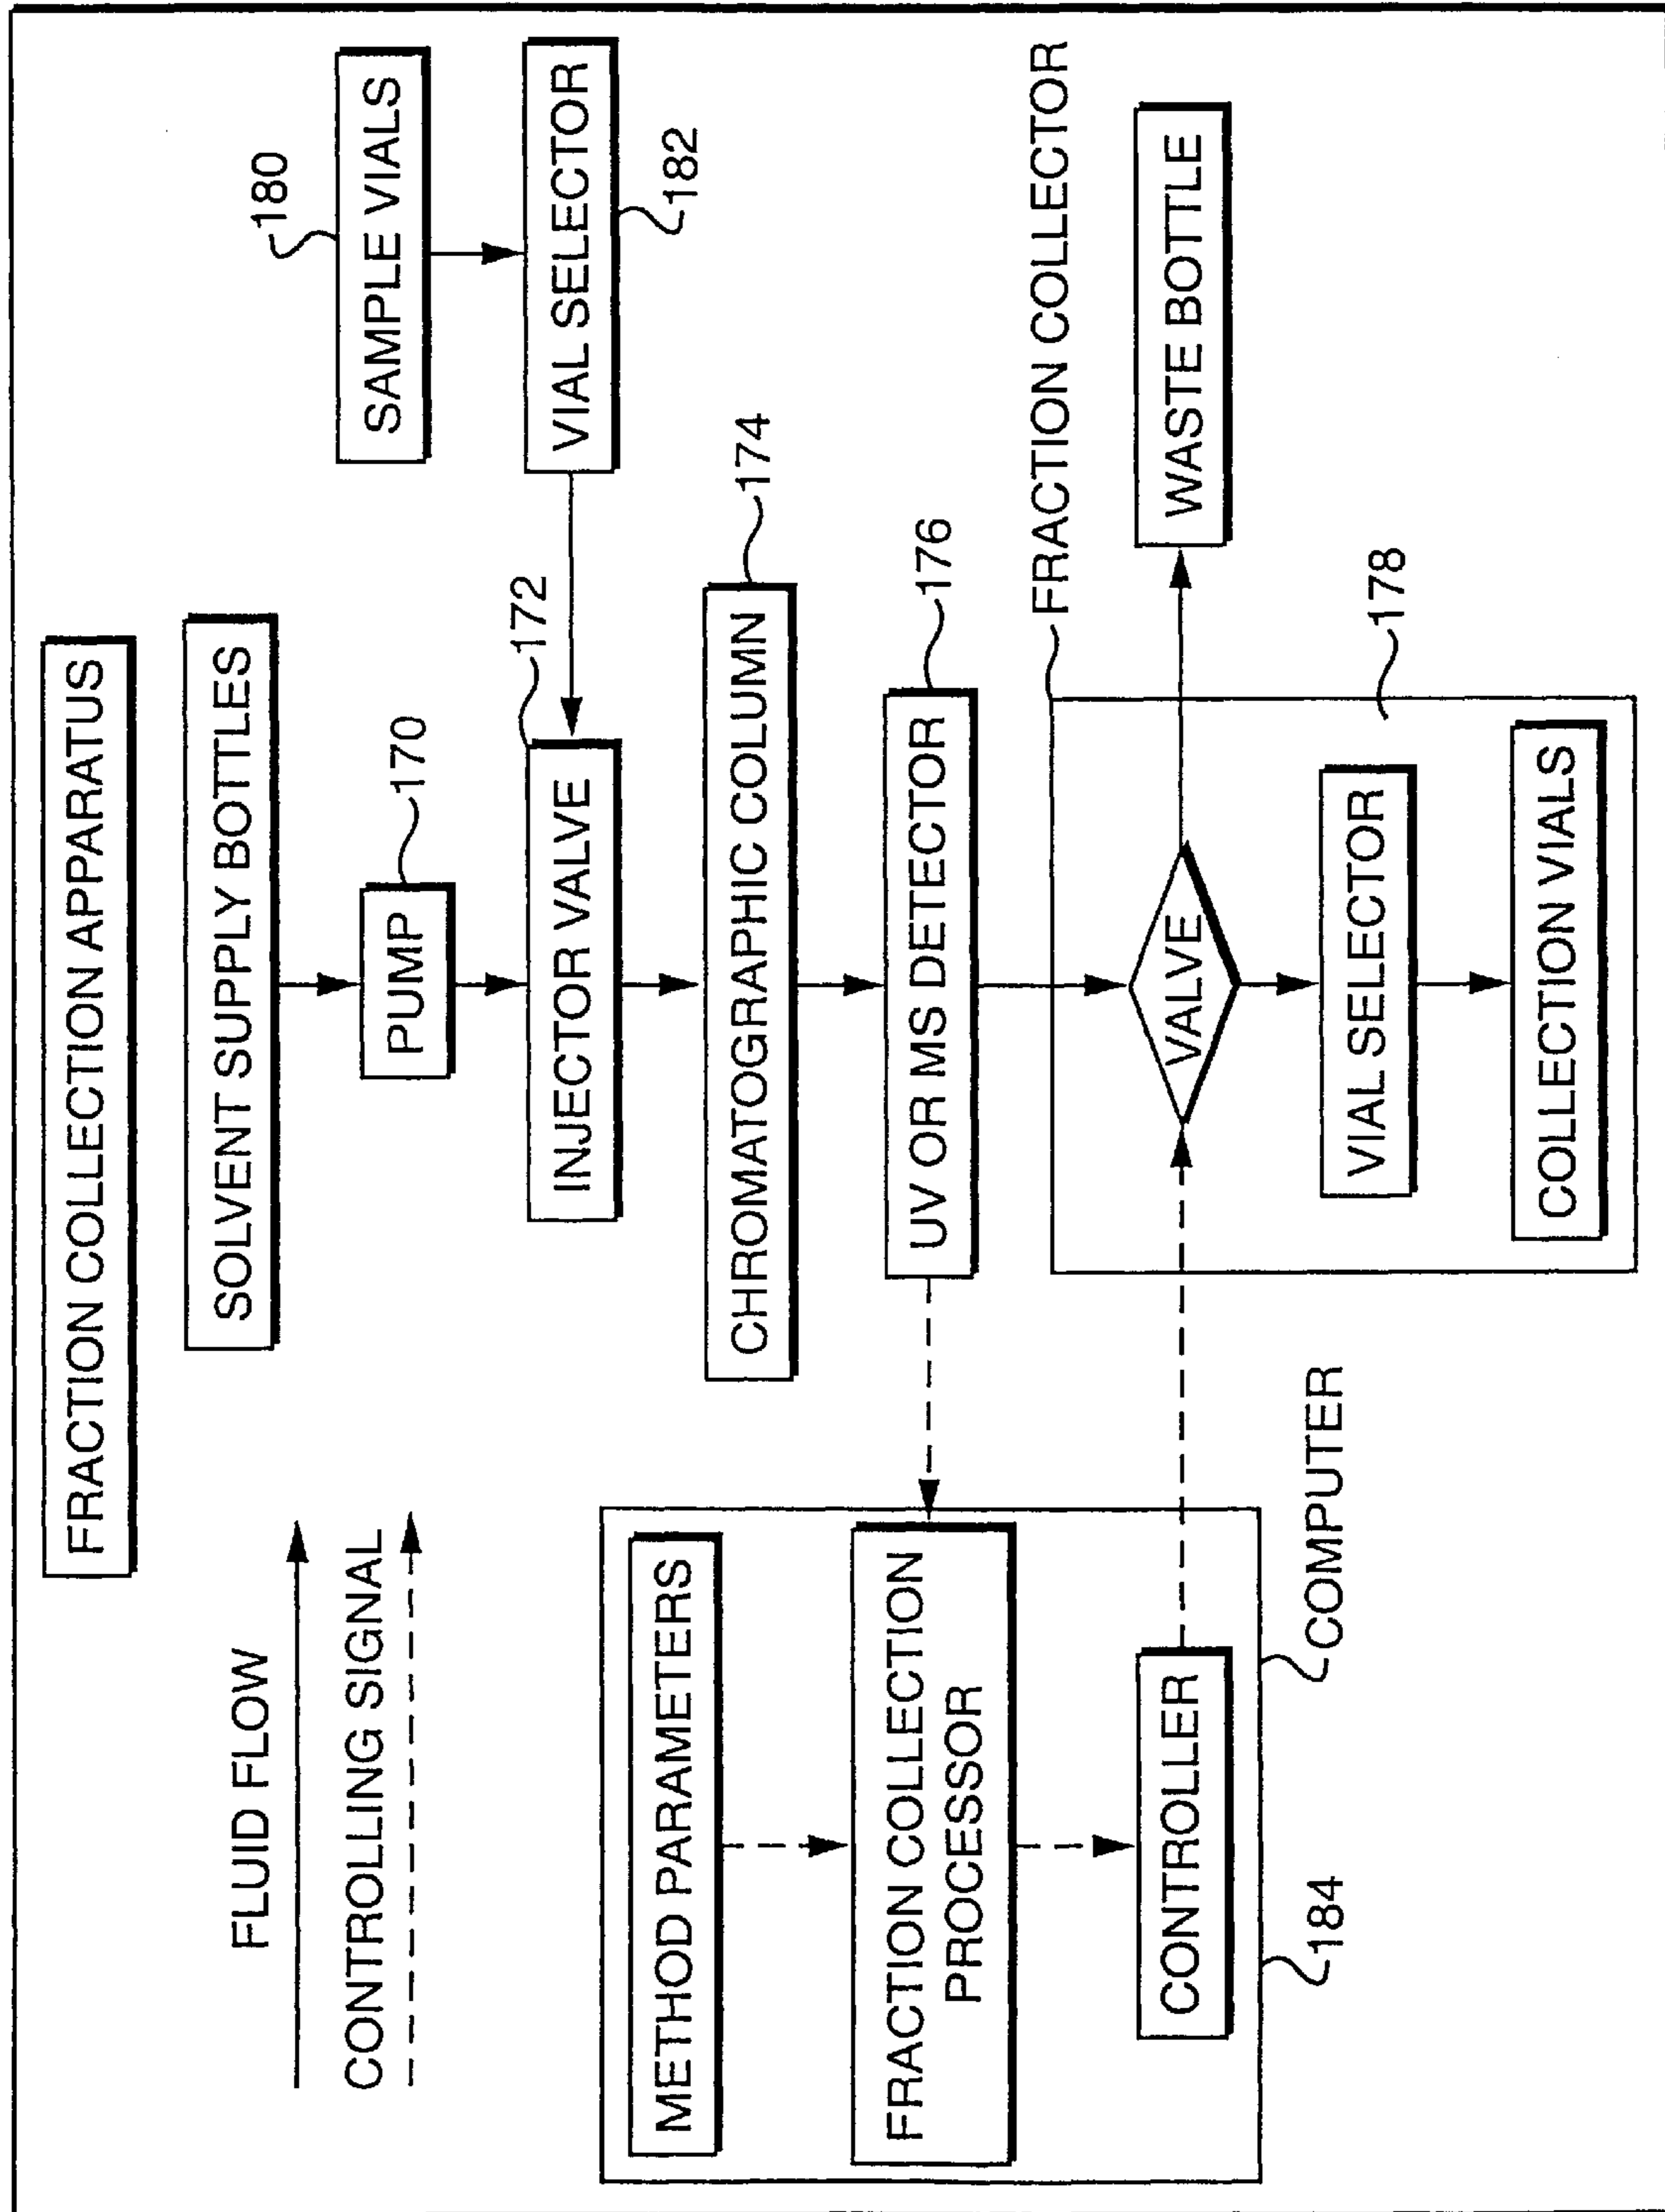 FRACTION COLLECTION APPARATUS
FLUID FLOW
CONTROLLING SIGNAL
SOLVENT SUPPLY BOTTLES
180
SAMPLE VIALS
PUMP
170
VIAL SELECTOR
182
172
INJECTOR VALVE
174
CHROMATOGRAPHIC COLUMN
176
UV OR MS DETECTOR
METHOD PARAMETERS
FRACTION COLLECTION
PROCESSOR
CONTROLLER
184
COMPUTER
FRACTION COLLECTOR
VALVE
WASTE BOTTLE
178
VIAL SELECTOR
COLLECTION VIALS